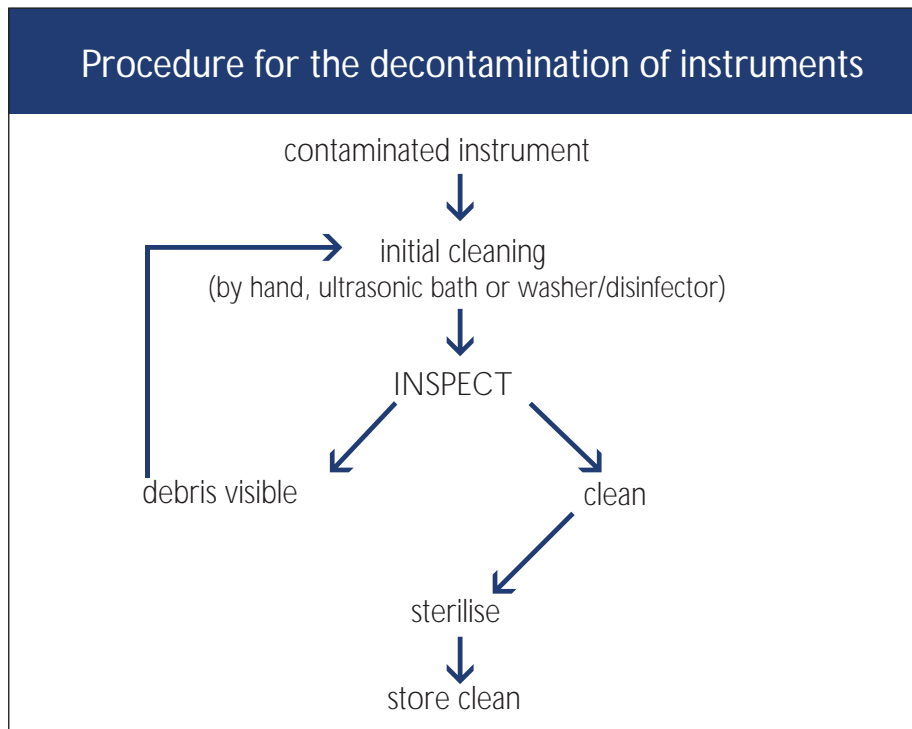 Procedure for the decontamination of instruments
contaminated instrument
initial cleaning
(by hand, ultrasonic bath or washer/disinfector)
INSPECT
debris visible
clean
sterilise
store clean